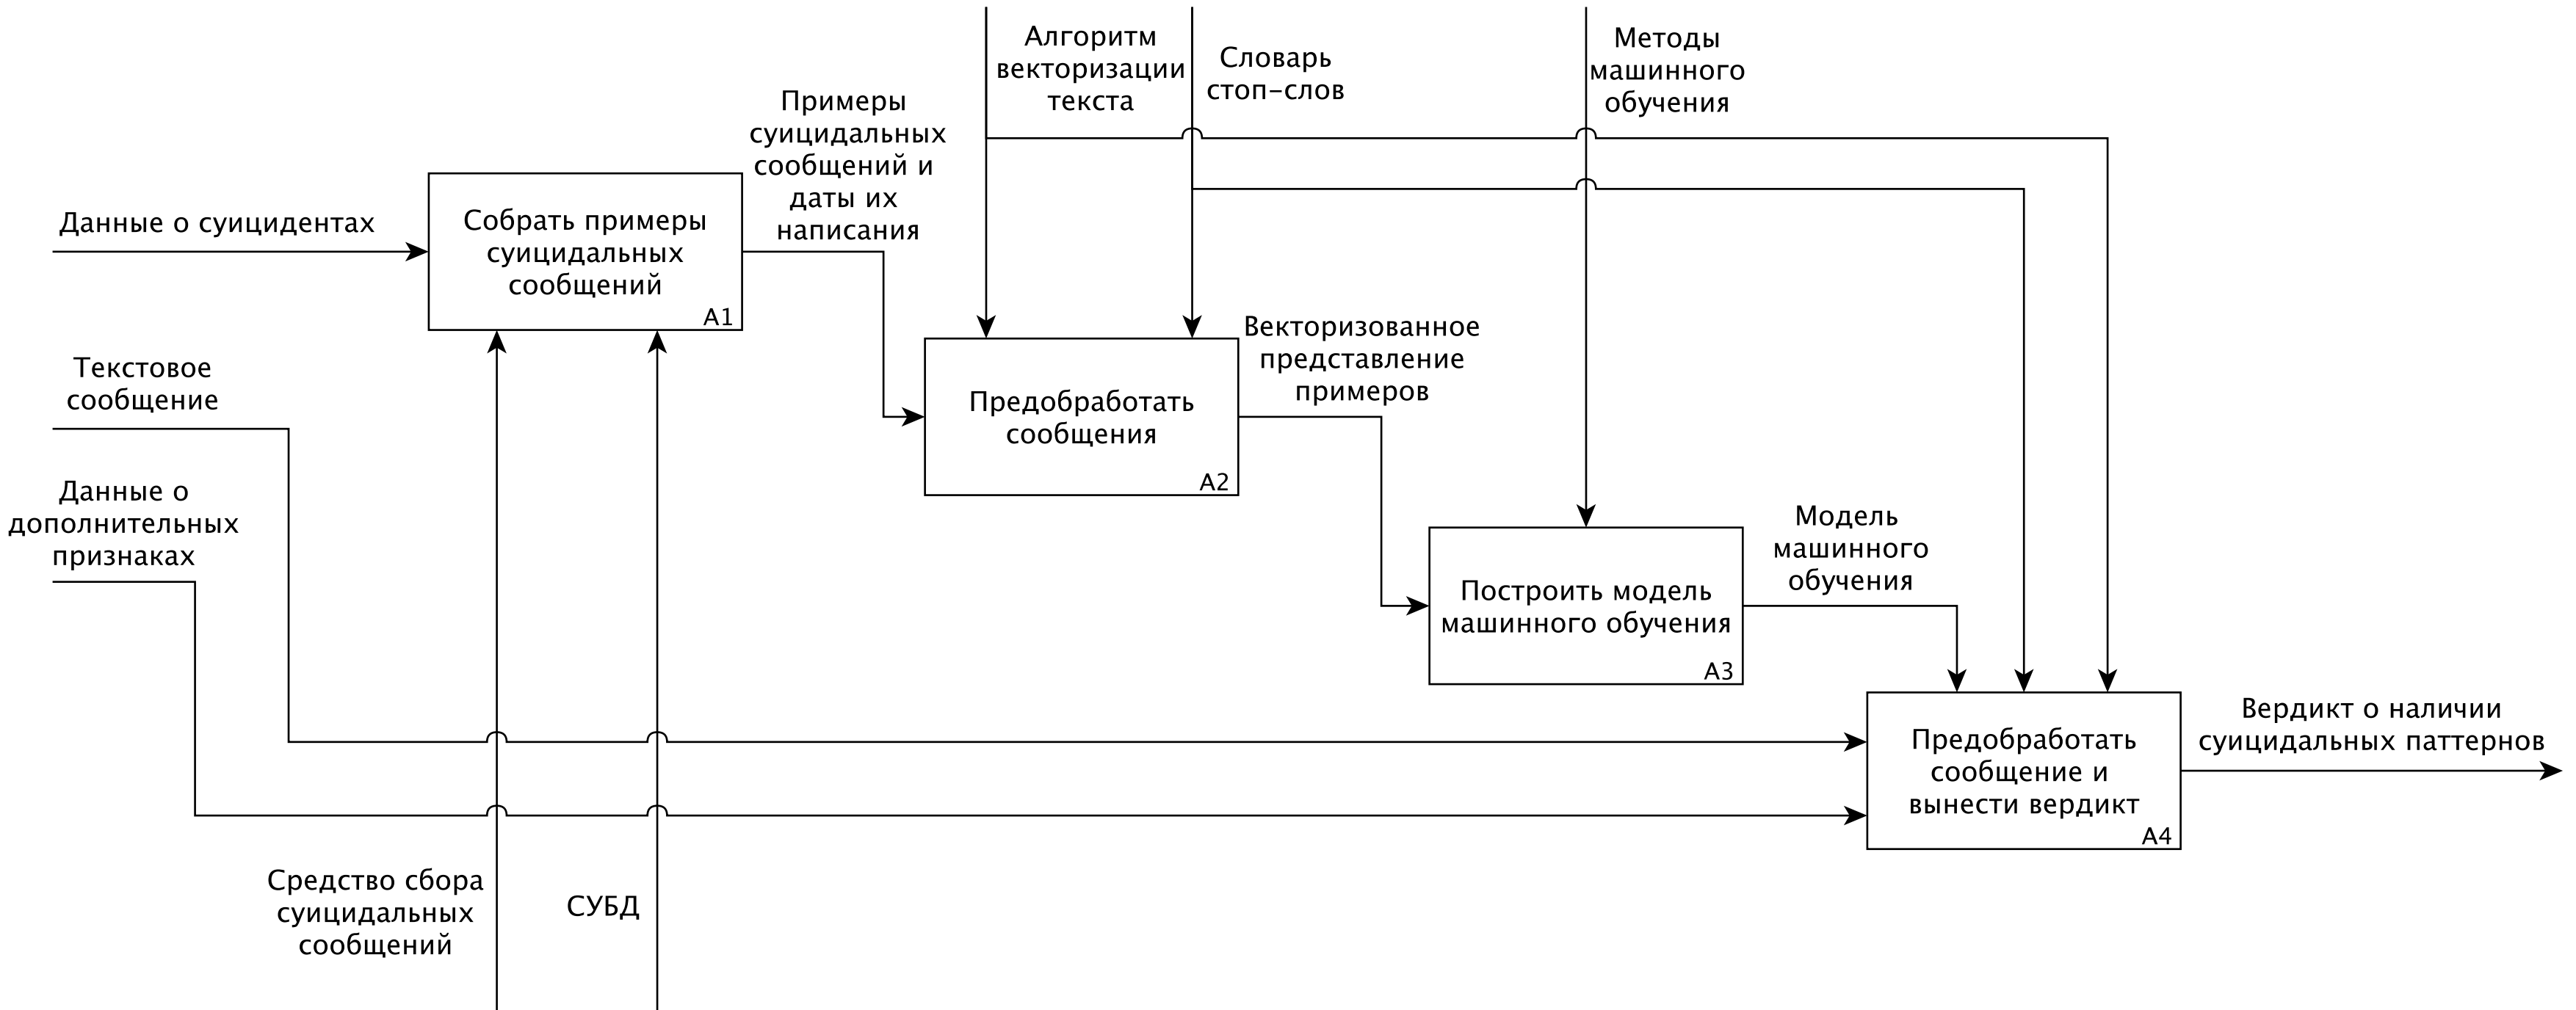 Алгоритм
векторизации
текста
Словарь
стоп-слов
Методы
машинного
обучения
Примеры
суицидальных
сообщений и
даты их
написания
Данные о суицидентах
Собрать примеры
суицидальных
сообщений
A1
Текстовое
сообщение
Векторизованное
представление
примеров
Предобработать
сообщения
A2
Данные о
дополнительных
признаках
Модель
машинного
обучения
Построить модель
машинного обучения
A3
Вердикт о наличии
суицидальных паттернов
Предобработать
сообщение и
вынести вердикт
A4
Средство сбора
суицидальных
сообщений
СУБД